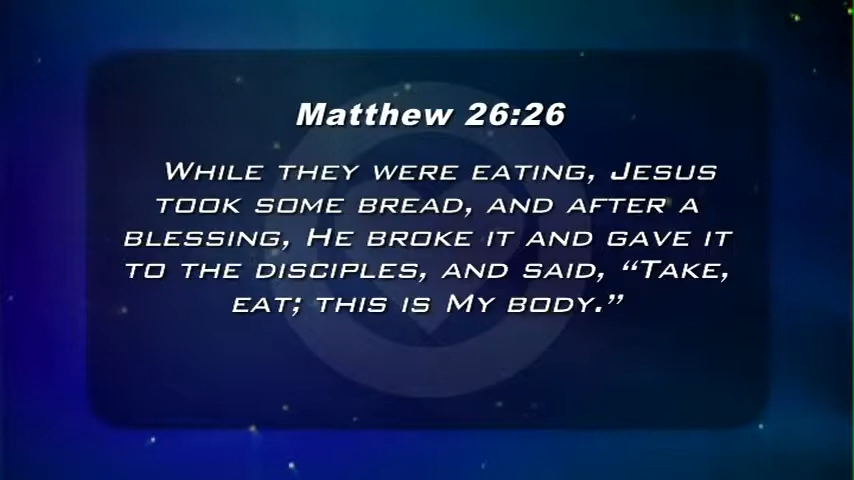 Matthew 26:26
While they were eating, Jesus
took some bread, and after a
blessing, He broke it and gave it
to the disciples, and said, “Take,
eat; this is My body.”